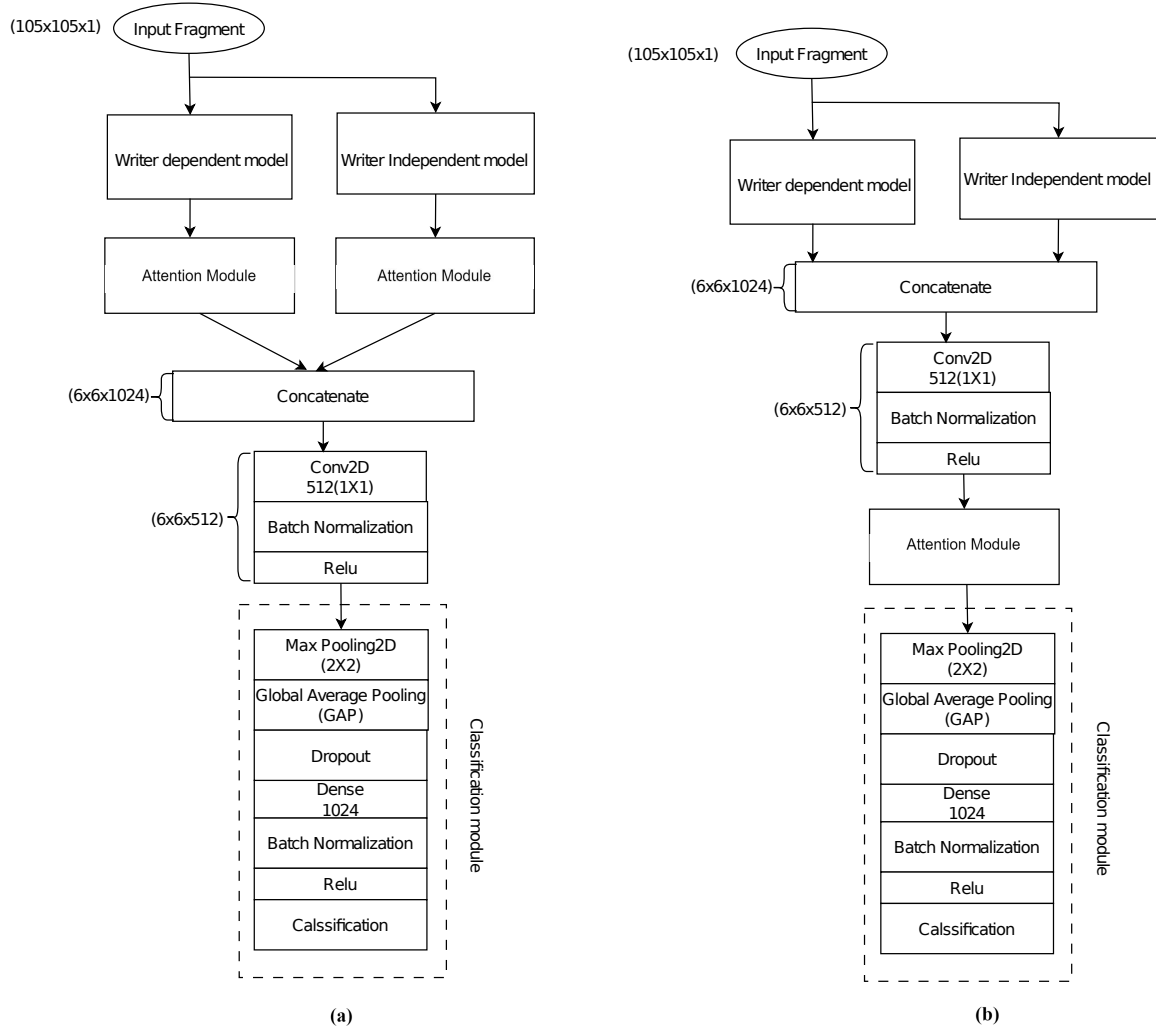 (105x105x1)
Input Fragment
Writer dependent model
Writer Independent model
Attention Module
Attention Module
(6x6x1024)
Concatenate
(6x6x512)
Conv2D
512(1X1)
Batch Normalization
Relu
Max Pooling2D
(2X2)
Global Average Pooling
(GAP)
Dropout
Dense
1024
Batch Normalization
Relu
Calssification
Classification module
(a)
(105x105x1)
Input Fragment
Writer dependent model
Writer Independent model
(6x6x1024)
Concatenate
(6x6x512)
Conv2D
512(1X1)
Batch Normalization
Relu
Attention Module
Max Pooling2D
(2X2)
Global Average Pooling
(GAP)
Dropout
Dense
1024
Batch Normalization
Relu
Calssification
Classification module
(b)